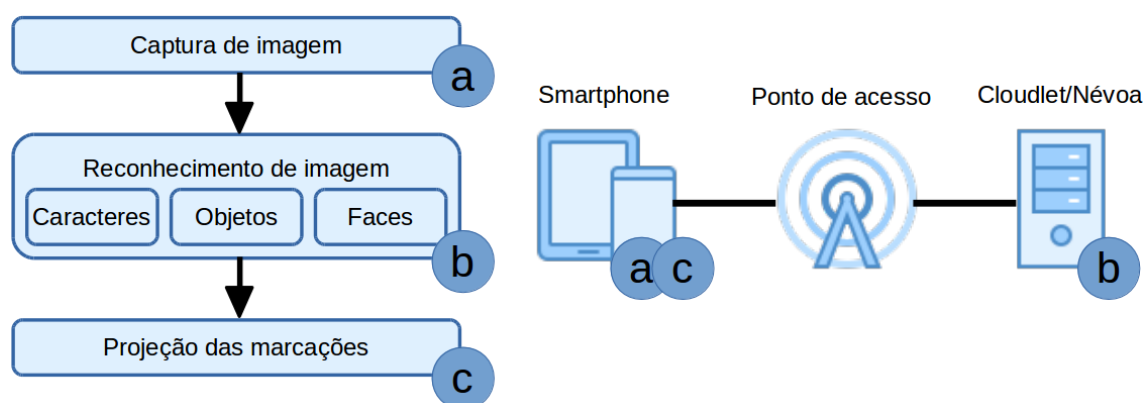 Captura de imagem
a
Reconhecimento de imagem
Caracteres
Objetos
Faces
b
Projeção das marcações
c
Smartphone
Ponto de acesso
Cloudlet/Névoa
a
c
b